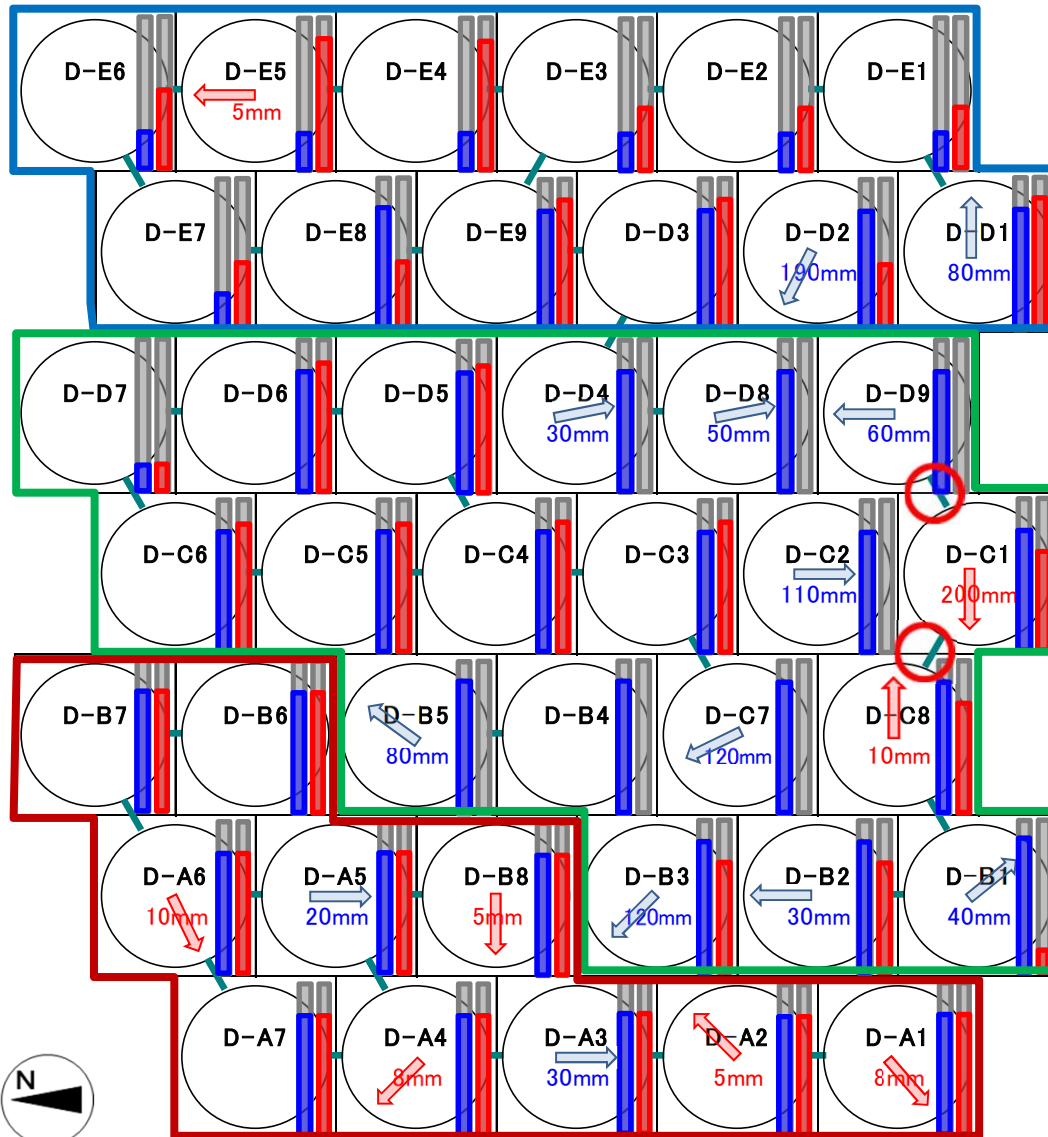 D-E6 D-E5 D-E4 D-E3 D-E2 D-E1
5mm
D-E7 D-E8 D-E9 D-D3 D-D2 D-D1
190mm 80mm
D-D7 D-D6 D-D5 D-D4 D-D8 D-D9
30mm 50mm 60mm
D-C6 D-C5 D-C4 D-C3 D-C2 D-C1
110mm 200mm
D-B7 D-B6 D-B5 D-B4 D-C7 D-C8
80mm 120mm 10mm
D-A6 D-A5 D-B8 D-B3 D-B2 D-B1
10mm 20mm 5mm 120mm 30mm 40mm
D-A7 D-A4 D-A3 D-A2 D-A1
8mm 30mm 5mm 8mm
N